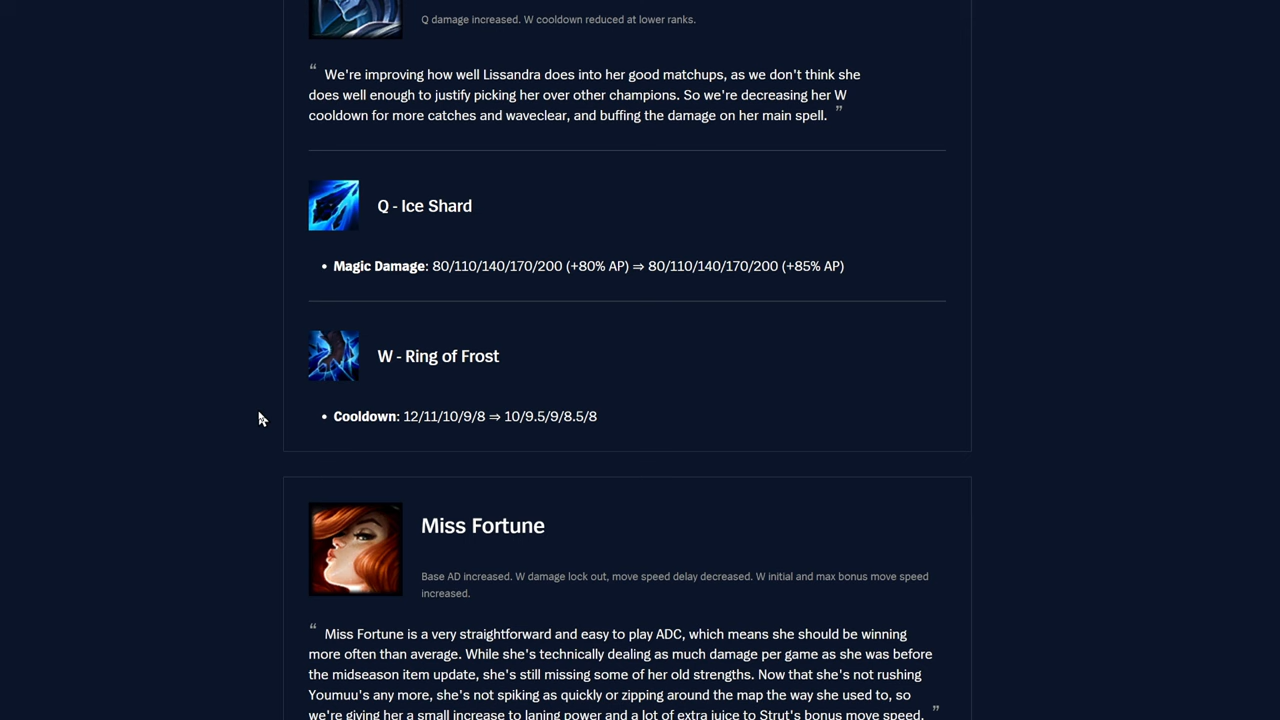 Q damage increased. W cooldown reduced at lower ranks.
“ We're improving how well Lissandra does into her good matchups, as we don't think she
does well enough to justify picking her over other champions. So we're decreasing her W
cooldown for more catches and waveclear, and buffing the damage on her main spell. ”
Q - Ice Shard
• Magic Damage: 80/110/140/170/200 (+80% AP) ⇒ 80/110/140/170/200 (+85% AP)
W - Ring of Frost
• Cooldown: 12/11/10/9/8 ⇒ 10/9.5/9/8.5/8
Miss Fortune
Base AD increased. W damage lock out, move speed delay decreased. W initial and max bonus move speed
increased.
“ Miss Fortune is a very straightforward and easy to play ADC, which means she should be winning
more often than average. While she's technically dealing as much damage per game as she was before
the midseason item update, she's still missing some of her old strengths. Now that she's not rushing
Youmuu's any more, she's not spiking as quickly or zipping around the map the way she used to, so
we're giving her a small increase to laning power and a lot of extra juice to Strut's bonus move speed. ”